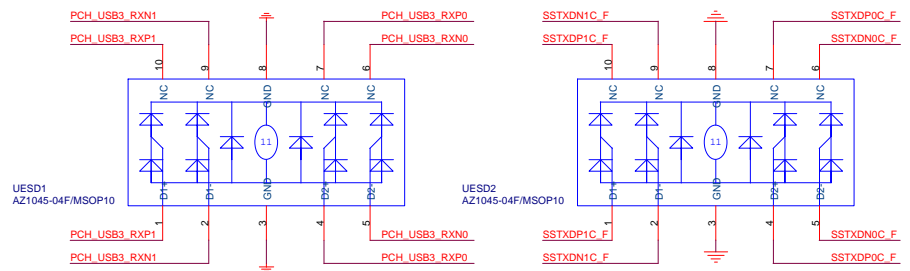 PCH_USB3_RXN1 PCH_USB3_RXP0 SSTXDN1C_F SSTXDP0C_F
PCH_USB3_RXP1 PCH_USB3_RXN0 SSTXDP1C_F SSTXDN0C_F
10 9 8 7 6 10 9 8 7 6
NC NC GND NC NC NC NC GND NC NC
11 11
UESD1 UESD2
AZ1045-04F/MSOP10 AZ1045-04F/MSOP10
D1+ D1- GND D2+ D2- D1+ D1- GND D2+ D2-
1 2 3 4 5 1 2 3 4 5
PCH_USB3_RXP1 PCH_USB3_RXN0 SSTXDP1C_F SSTXDN0C_F
PCH_USB3_RXN1 PCH_USB3_RXP0 SSTXDN1C_F SSTXDP0C_F